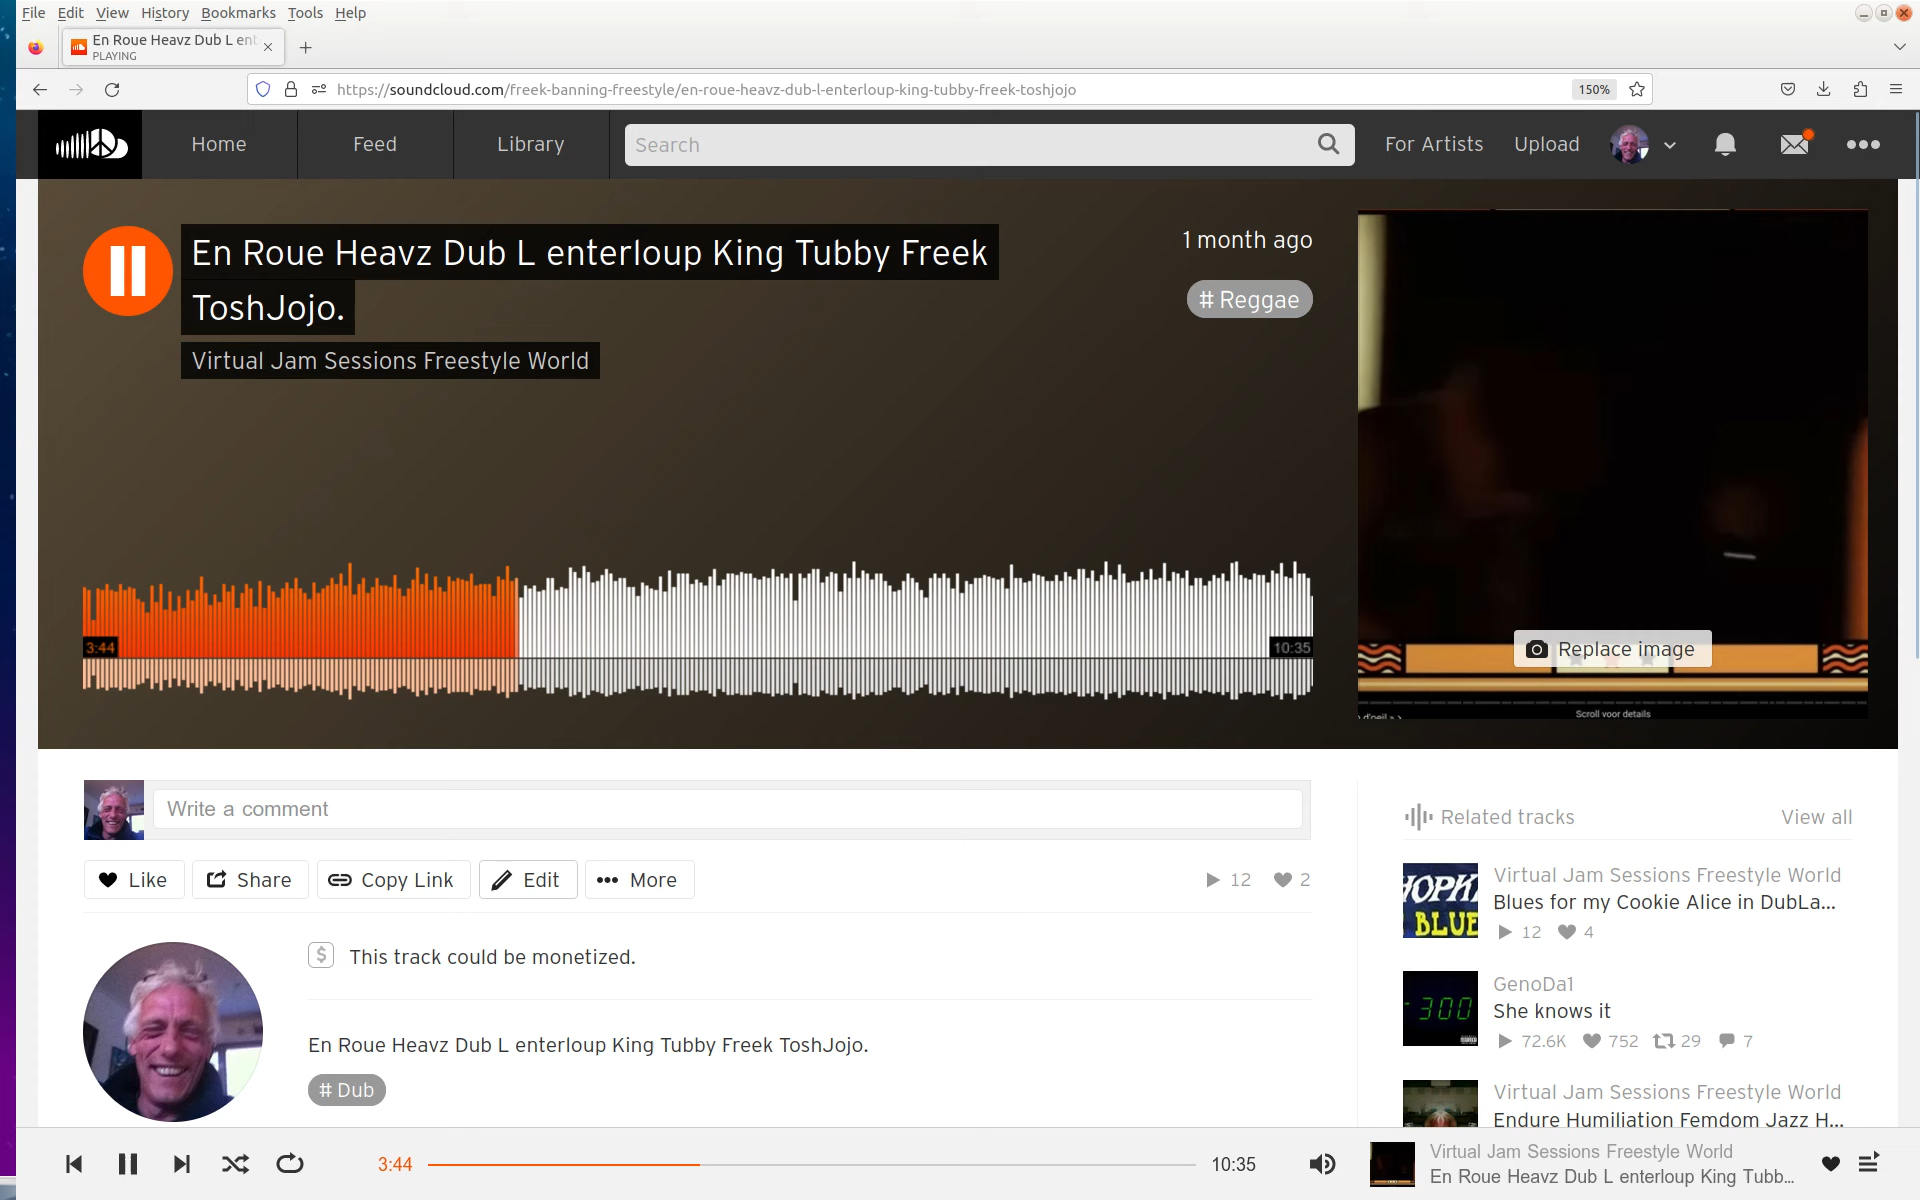 File Edit View History Bookmarks Tools Help
En Roue Heavz Dub L ent
PLAYING
https://soundcloud.com/freek-banning-freestyle/en-roue-heavz-dub-l-enterloup-king-tubby-freek-toshjojo
150%
Home Feed Library Search For Artists Upload
En Roue Heavz Dub L enterloup King Tubby Freek
ToshJojo.
Virtual Jam Sessions Freestyle World
1 month ago
# Reggae
3:44
10:35
Replace image
d'oeil » >
Scroll voor details
Write a comment
Like Share Copy Link Edit More
12 2
This track could be monetized.
En Roue Heavz Dub L enterloup King Tubby Freek ToshJojo.
# Dub
Related tracks View all
HOPK
BLUE
Virtual Jam Sessions Freestyle World
Blues for my Cookie Alice in DubLa...
12 4
300
GenoDa1
She knows it
72.6K 752 29 7
Virtual Jam Sessions Freestyle World
Endure Humiliation Femdom Jazz H...
3:44
10:35
Virtual Jam Sessions Freestyle World
En Roue Heavz Dub L enterloup King Tubb...